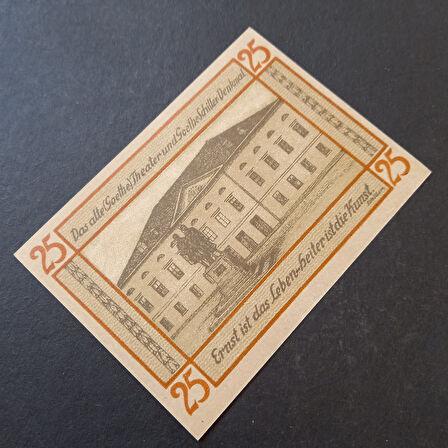 25 25
Das alte (Goethe) Theater und Goethe Schiller Denkmal
Ernst ist das Leben - heiter ist die Kunst
25 25